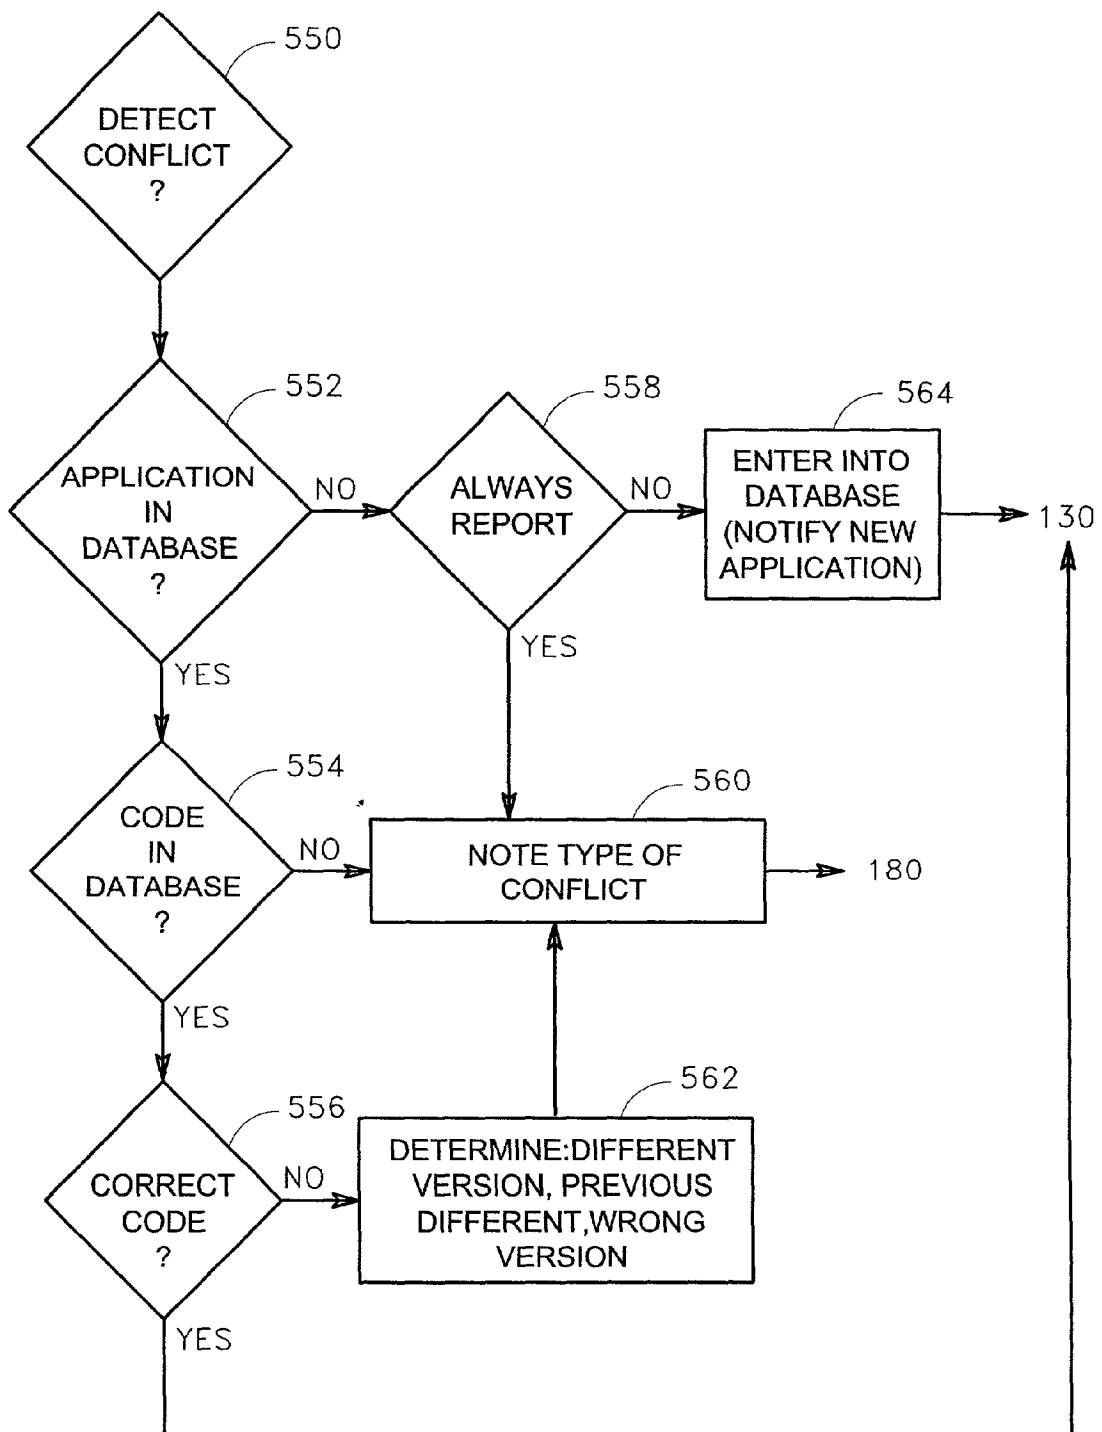 550
DETECT
CONFLICT
?
552
APPLICATION
IN
DATABASE
?
NO
558
ALWAYS
REPORT
NO
564
ENTER INTO
DATABASE
(NOTIFY NEW
APPLICATION)
130
YES
YES
554
CODE
IN
DATABASE
?
NO
560
NOTE TYPE OF
CONFLICT
180
YES
556
CORRECT
CODE
?
NO
562
DETERMINE:DIFFERENT
VERSION, PREVIOUS
DIFFERENT,WRONG
VERSION
YES